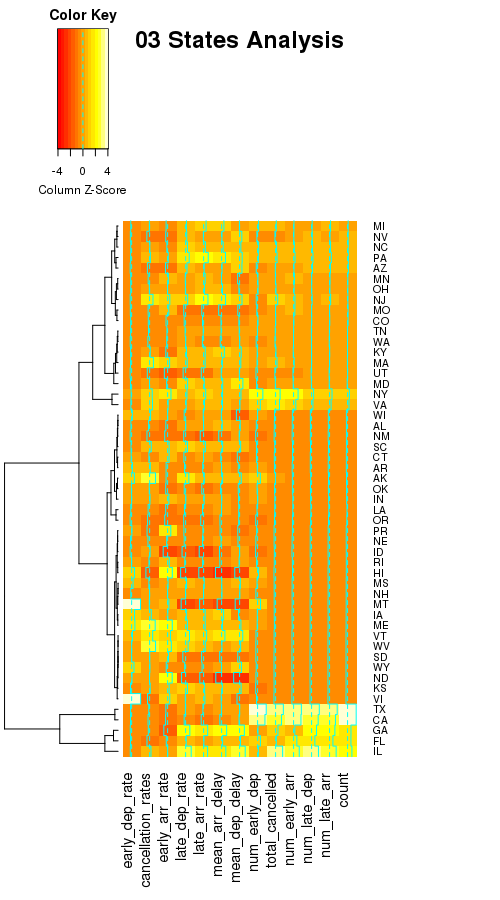 Color Key
03 States Analysis
-4 0 4
Column Z-Score
MI
NV
NC
PA
AZ
MN
OH
NJ
MO
CO
TN
WA
KY
MA
UT
MD
NY
VA
WI
AL
NM
SC
CT
AR
AK
OK
IN
LA
OR
PR
NE
ID
RI
HI
MS
NH
MT
IA
ME
VT
WV
SD
WY
ND
KS
VI
TX
CA
GA
FL
IL
early_dep_rate
cancellation_rates
early_arr_rate
late_dep_rate
late_arr_rate
mean_arr_delay
mean_dep_delay
num_early_dep
total_cancelled
num_early_arr
num_late_dep
num_late_arr
count